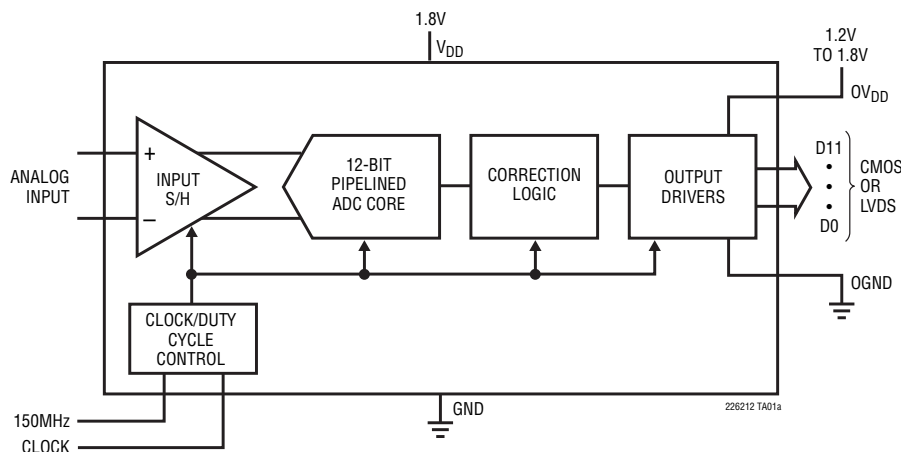 1.8V
VDD
1.2V
TO 1.8V
OVDD
ANALOG
INPUT
+
−
INPUT
S/H
12-BIT
PIPELINED
ADC CORE
CORRECTION
LOGIC
OUTPUT
DRIVERS
D11
•
•
•
D0
CMOS
OR
LVDS
OGND
CLOCK/DUTY
CYCLE
CONTROL
150MHz
CLOCK
GND
226212 TA01a